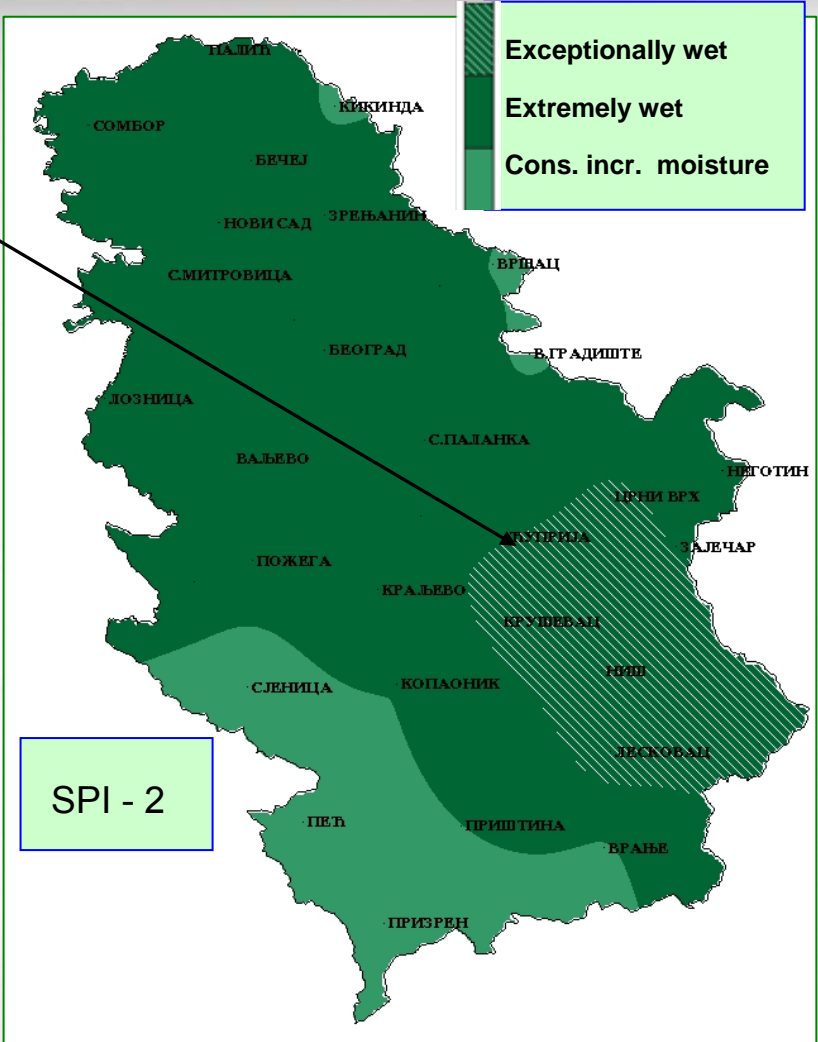 Exceptionally wet
Extremely wet
Cons. incr. moisture
ПАЛИЋ
КИКИНДА
СОМБОР
БЕЧЕЈ
ЗРЕЊАНИН
НОВИ САД
ВРШАЦ
С.МИТРОВИЦА
БЕОГРАД
В.ГРАДИШТЕ
ЛОЗНИЦА
С.ПАЛАНКА
ВАЉЕВО
НЕГОТИН
ЦРНИ ВРХ
ЋУПРИЈА
ЗАЈЕЧАР
ПОЖЕГА
КРАЉЕВО
КРУШЕВАЦ
НИШ
СЈЕНИЦА
КОПАОНИК
ЛЕСКОВАЦ
SPI - 2
ПЕЋ
ПРИШТИНА
ВРАЊЕ
ПРИЗРЕН